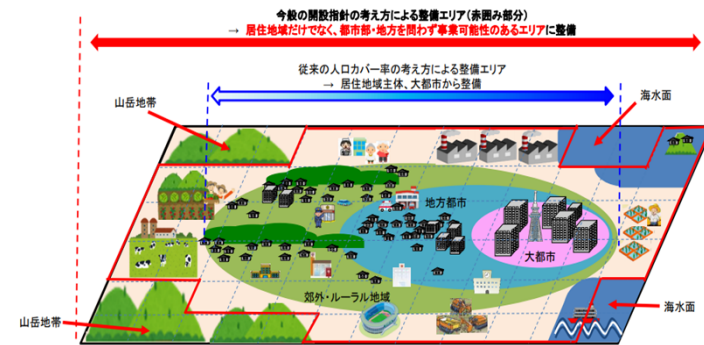 今般の開設指針の考え方による整備エリア(赤囲み部分)
→ 居住地域だけでなく、都市部・地方を問わず事業可能性のあるエリアに整備
従来の人口カバー率の考え方による整備エリア
→ 居住地域主体、大都市から整備
山岳地帯
海水面
地方都市
大都市
郊外・ルーラル地域
山岳地帯
海水面